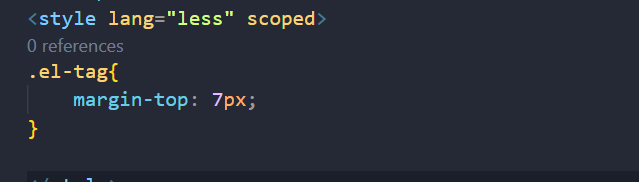 <style lang="less" scoped>
0 references
.el-tag{
margin-top: 7px;
}